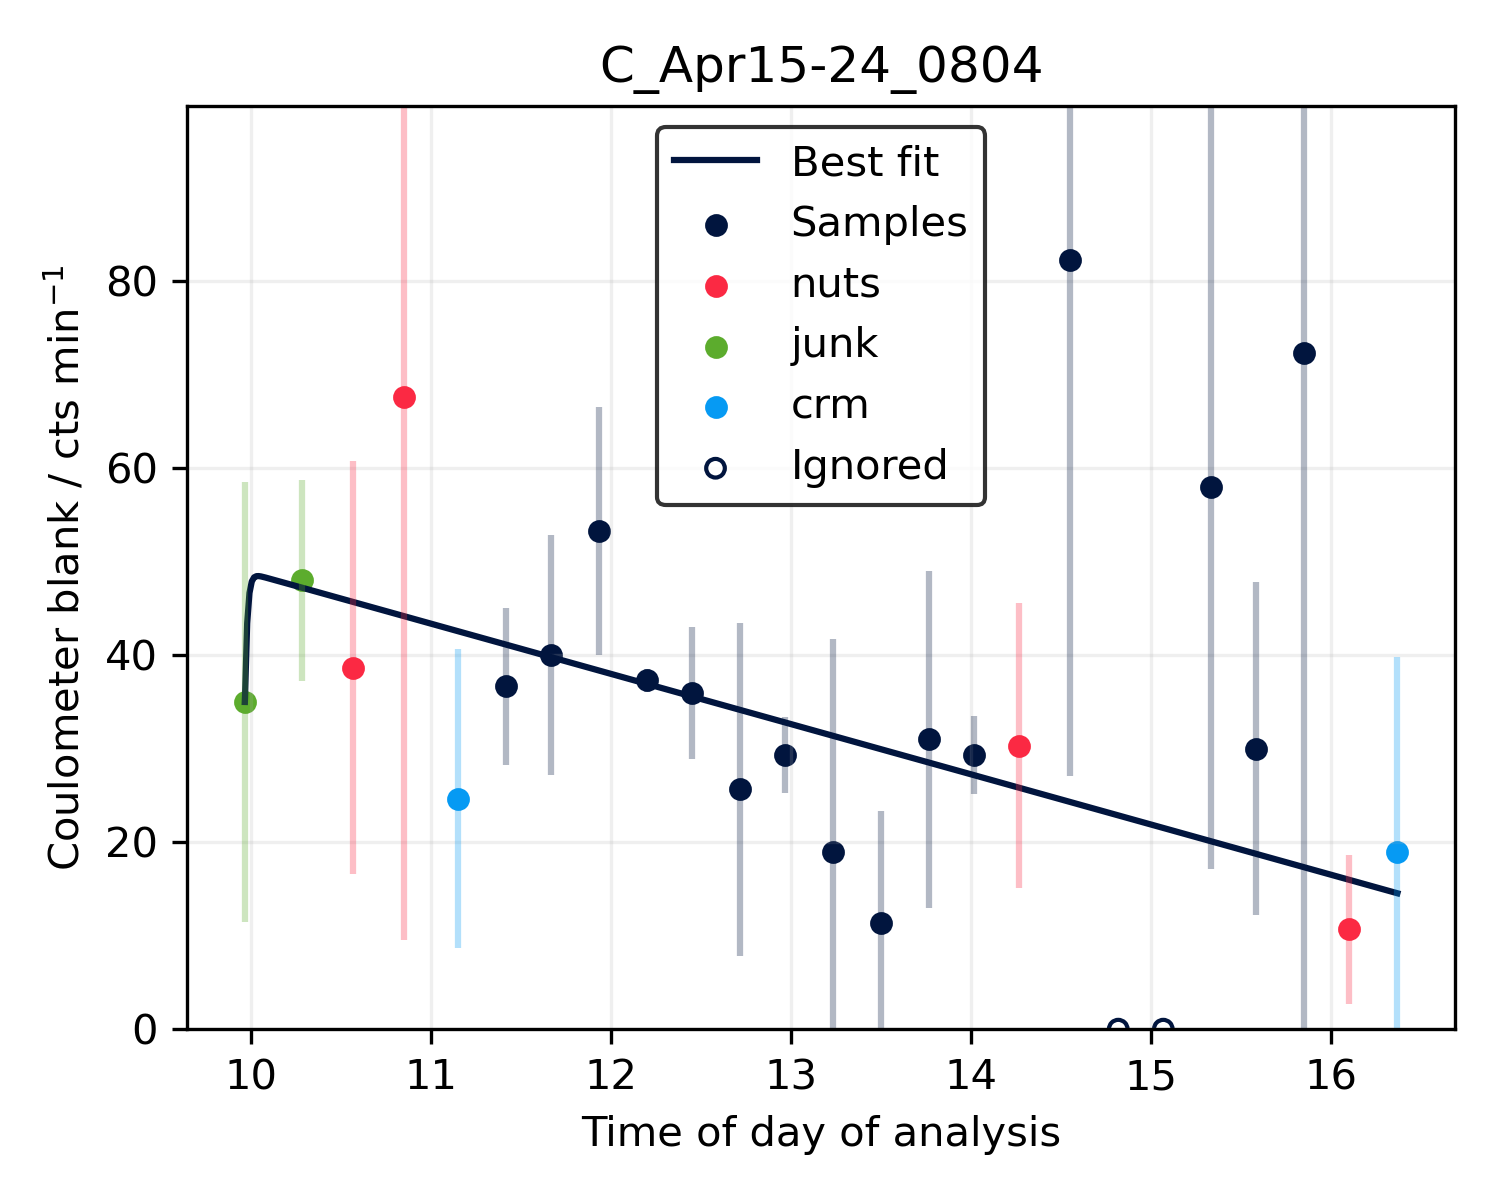 C_Apr15-24_0804
Coulometer blank / cts min⁻¹
80
60
40
20
0
Best fit
Samples
nuts
junk
crm
Ignored
10 11 12 13 14 15 16
Time of day of analysis